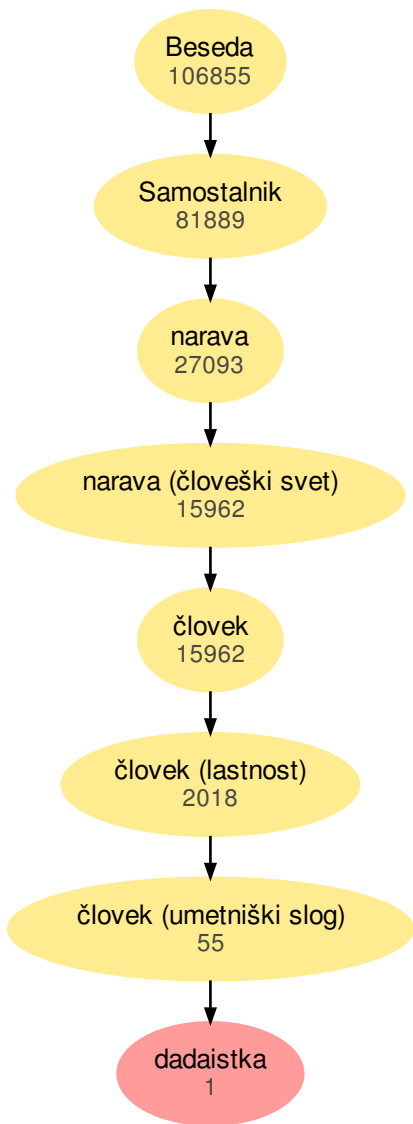 Beseda
106855
Samostalnik
81889
narava
27093
narava (človeški svet)
15962
človek
15962
človek (lastnost)
2018
človek (umetniški slog)
55
dadaistka
1